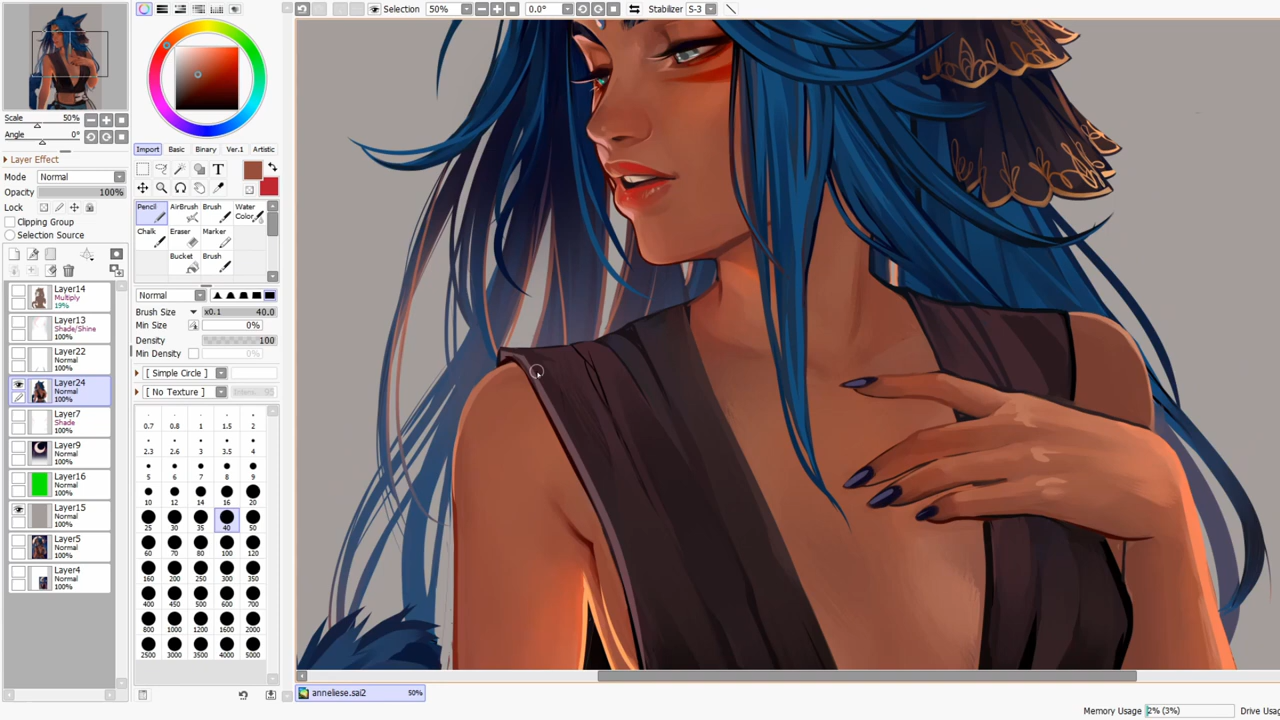 Selection 50% 0.0° Stabilizer S-3
Scale 50%
Angle 0°
Layer Effect
Mode Normal
Opacity 100%
Lock
Clipping Group
Selection Source
Layer14
Multiply
19%
Layer13
Shade/Shine
100%
Layer22
Normal
100%
Layer24
Normal
100%
Layer7
Shade
100%
Layer9
Normal
100%
Layer16
Normal
100%
Layer15
Normal
100%
Layer5
Normal
100%
Layer4
Normal
100%
Import Basic Binary Ver.1 Artistic
T
Pencil AirBrush Brush Water
Color
Chalk Eraser Marker
Bucket Brush
Normal
Brush Size x0.1 40.0
Min Size 0%
Density 100
Min Density
[ Simple Circle ]
[ No Texture ]
0.7 0.8 1 1.5 2
2.3 2.6 3 3.5 4
5 6 7 8 9
10 12 14 16 20
25 30 35 40 50
60 70 80 100 120
160 200 250 300 350
400 450 500 600 700
800 1000 1200 1600 2000
2500 3000 3500 4000 5000
anneliese.sai2 50%
Memory Usage 2% (3%) Drive Usag